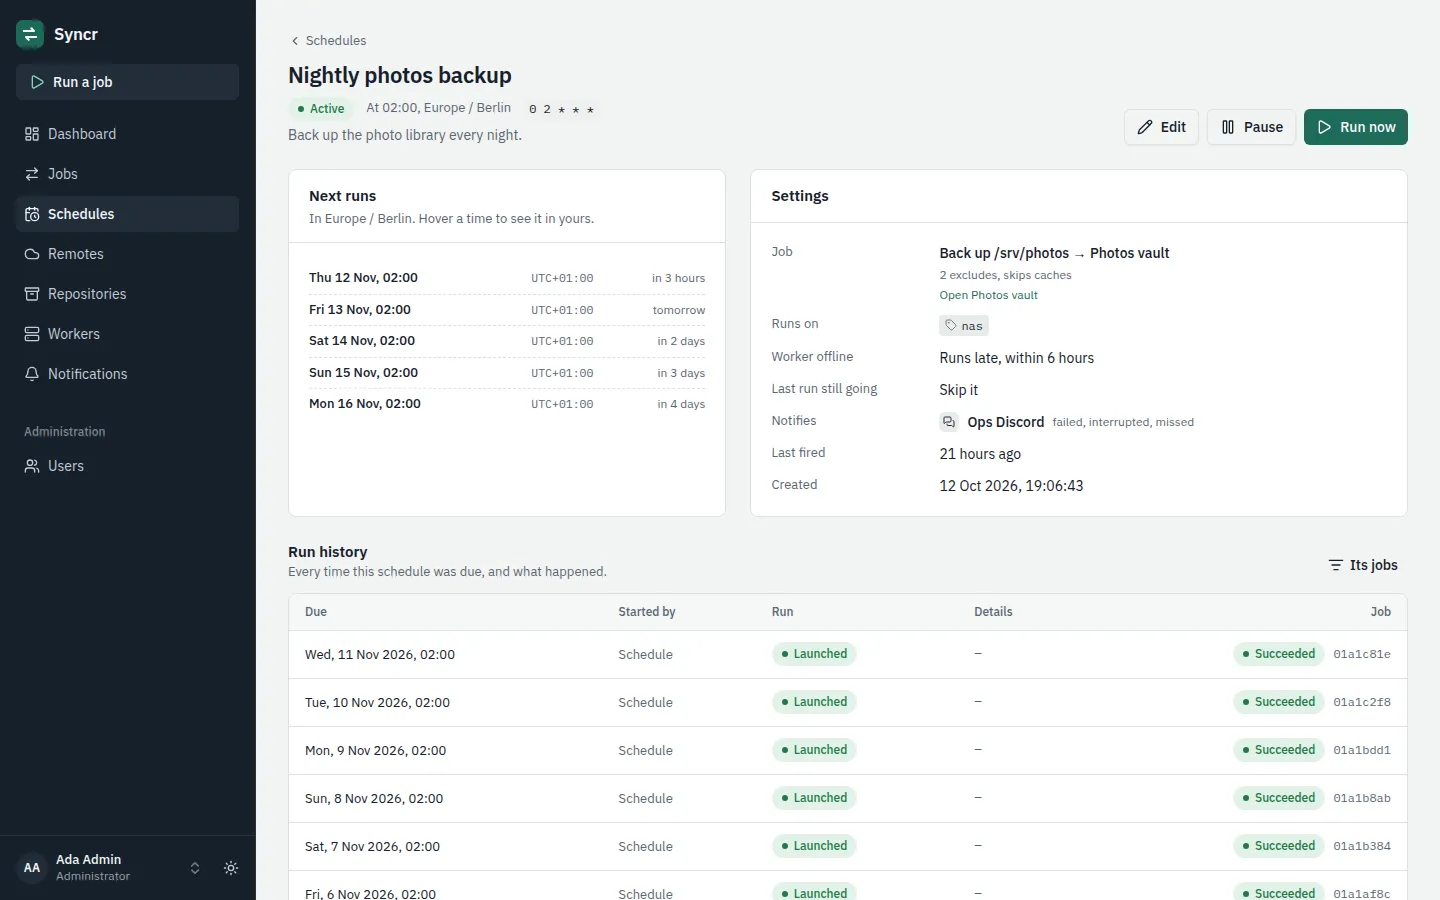 Syncr
Run a job
Dashboard
Jobs
Schedules
Remotes
Repositories
Workers
Notifications
Administration
Users
AA
Ada Admin
Administrator
Schedules
Nightly photos backup
Active
At 02:00, Europe / Berlin
0 2 * * *
Back up the photo library every night.
Edit
Pause
Run now
Next runs
In Europe / Berlin. Hover a time to see it in yours.
Thu 12 Nov, 02:00 UTC+01:00 in 3 hours
Fri 13 Nov, 02:00 UTC+01:00 tomorrow
Sat 14 Nov, 02:00 UTC+01:00 in 2 days
Sun 15 Nov, 02:00 UTC+01:00 in 3 days
Mon 16 Nov, 02:00 UTC+01:00 in 4 days
Settings
Job Back up /srv/photos → Photos vault
2 excludes, skips caches
Open Photos vault
Runs on nas
Worker offline Runs late, within 6 hours
Last run still going Skip it
Notifies Ops Discord failed, interrupted, missed
Last fired 21 hours ago
Created 12 Oct 2026, 19:06:43
Run history
Every time this schedule was due, and what happened.
Its jobs
Due Started by Run Details Job
Wed, 11 Nov 2026, 02:00 Schedule Launched – Succeeded 01a1c81e
Tue, 10 Nov 2026, 02:00 Schedule Launched – Succeeded 01a1c2f8
Mon, 9 Nov 2026, 02:00 Schedule Launched – Succeeded 01a1bdd1
Sun, 8 Nov 2026, 02:00 Schedule Launched – Succeeded 01a1b8ab
Sat, 7 Nov 2026, 02:00 Schedule Launched – Succeeded 01a1b384
Fri, 6 Nov 2026, 02:00 Schedule Launched – Succeeded 01a1af8c